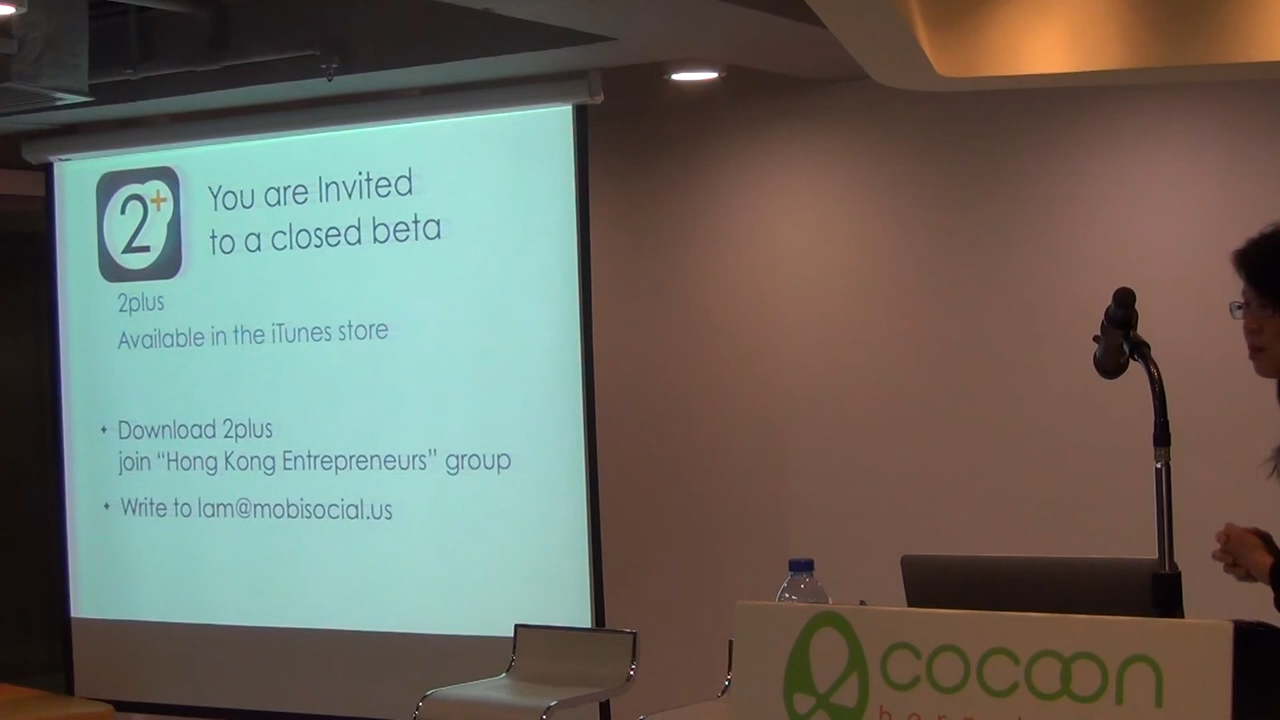 2+
You are Invited
to a closed beta
2plus
Available in the iTunes store
Download 2plus
join “Hong Kong Entrepreneurs” group
Write to lam@mobisocial.us
cocoon